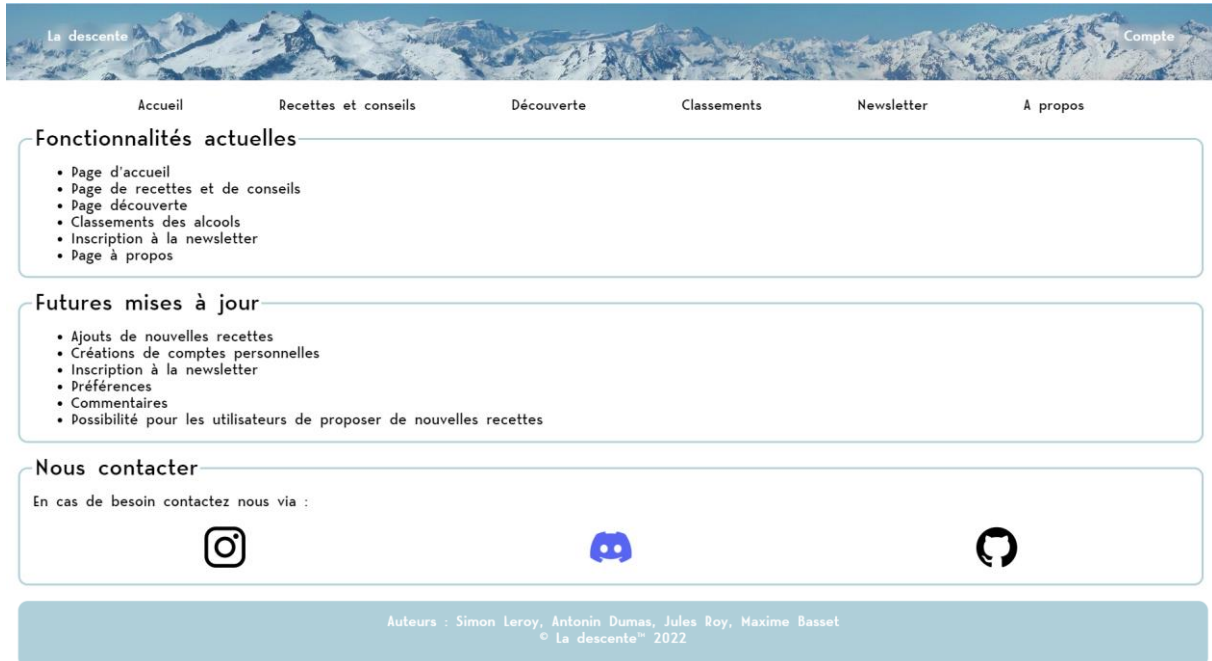 La descente
Compte
Accueil Recettes et conseils Découverte Classements Newsletter A propos
Fonctionnalités actuelles
• Page d'accueil
• Page de recettes et de conseils
• Page découverte
• Classements des alcools
• Inscription à la newsletter
• Page à propos
Futures mises à jour
• Ajouts de nouvelles recettes
• Créations de comptes personnelles
• Inscription à la newsletter
• Préférences
• Commentaires
• Possibilité pour les utilisateurs de proposer de nouvelles recettes
Nous contacter
En cas de besoin contactez nous via :
Auteurs : Simon Leroy, Antonin Dumas, Jules Roy, Maxime Basset
© La descente™ 2022